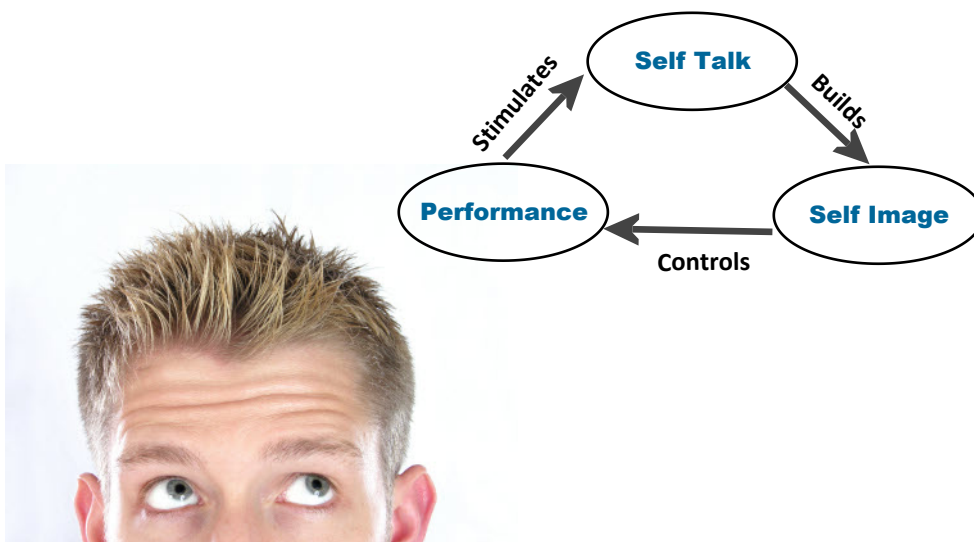 Self Talk
Stimulates
Builds
Performance
Self Image
Controls